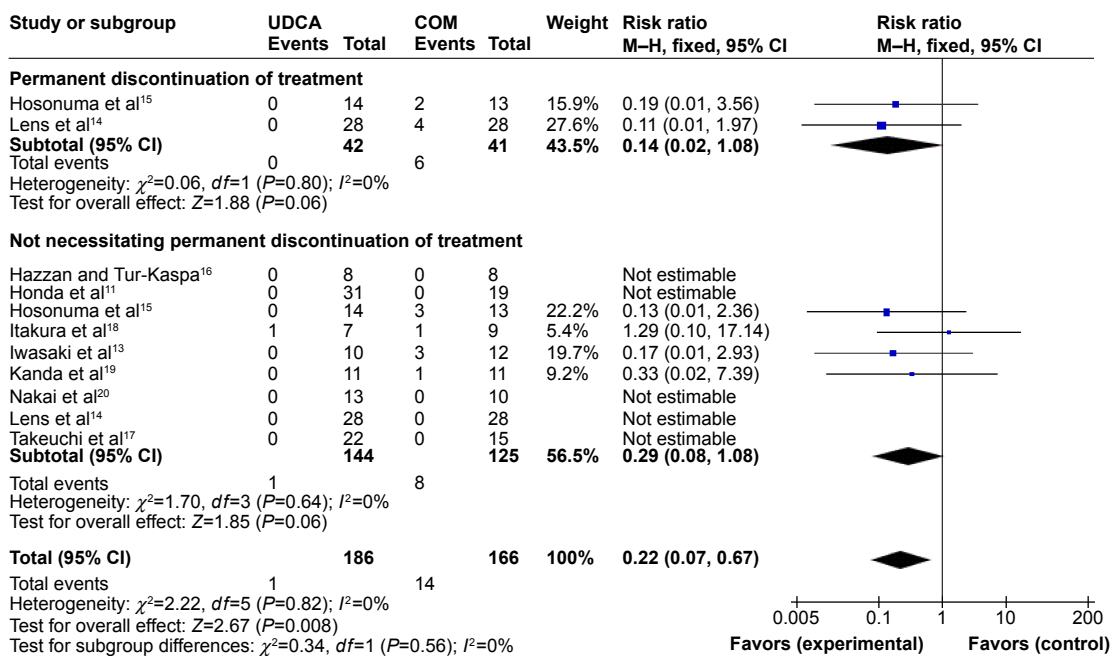 Study or subgroup UDCA COM Weight Risk ratio Risk ratio
Events Total Events Total M–H, fixed, 95% CI M–H, fixed, 95% CI
Permanent discontinuation of treatment
Hosonuma et al¹⁵ 0 14 2 13 15.9% 0.19 (0.01, 3.56)
Lens et al¹⁴ 0 28 4 28 27.6% 0.11 (0.01, 1.97)
Subtotal (95% CI) 42 41 43.5% 0.14 (0.02, 1.08)
Total events 0 6
Heterogeneity: χ²=0.06, df=1 (P=0.80); I²=0%
Test for overall effect: Z=1.88 (P=0.06)
Not necessitating permanent discontinuation of treatment
Hazzan and Tur-Kaspa¹⁶ 0 8 0 8 Not estimable
Honda et al¹¹ 0 31 0 19 Not estimable
Hosonuma et al¹⁵ 0 14 3 13 22.2% 0.13 (0.01, 2.36)
Itakura et al¹⁸ 1 7 1 9 5.4% 1.29 (0.10, 17.14)
Iwasaki et al¹³ 0 10 3 12 19.7% 0.17 (0.01, 2.93)
Kanda et al¹⁹ 0 11 1 11 9.2% 0.33 (0.02, 7.39)
Nakai et al²⁰ 0 13 0 10 Not estimable
Lens et al¹⁴ 0 28 0 28 Not estimable
Takeuchi et al¹⁷ 0 22 0 15 Not estimable
Subtotal (95% CI) 144 125 56.5% 0.29 (0.08, 1.08)
Total events 1 8
Heterogeneity: χ²=1.70, df=3 (P=0.64); I²=0%
Test for overall effect: Z=1.85 (P=0.06)
Total (95% CI) 186 166 100% 0.22 (0.07, 0.67)
Total events 1 14
Heterogeneity: χ²=2.22, df=5 (P=0.82); I²=0%
Test for overall effect: Z=2.67 (P=0.008)
Test for subgroup differences: χ²=0.34, df=1 (P=0.56); I²=0%
0.005 0.1 1 10 200
Favors (experimental) Favors (control)